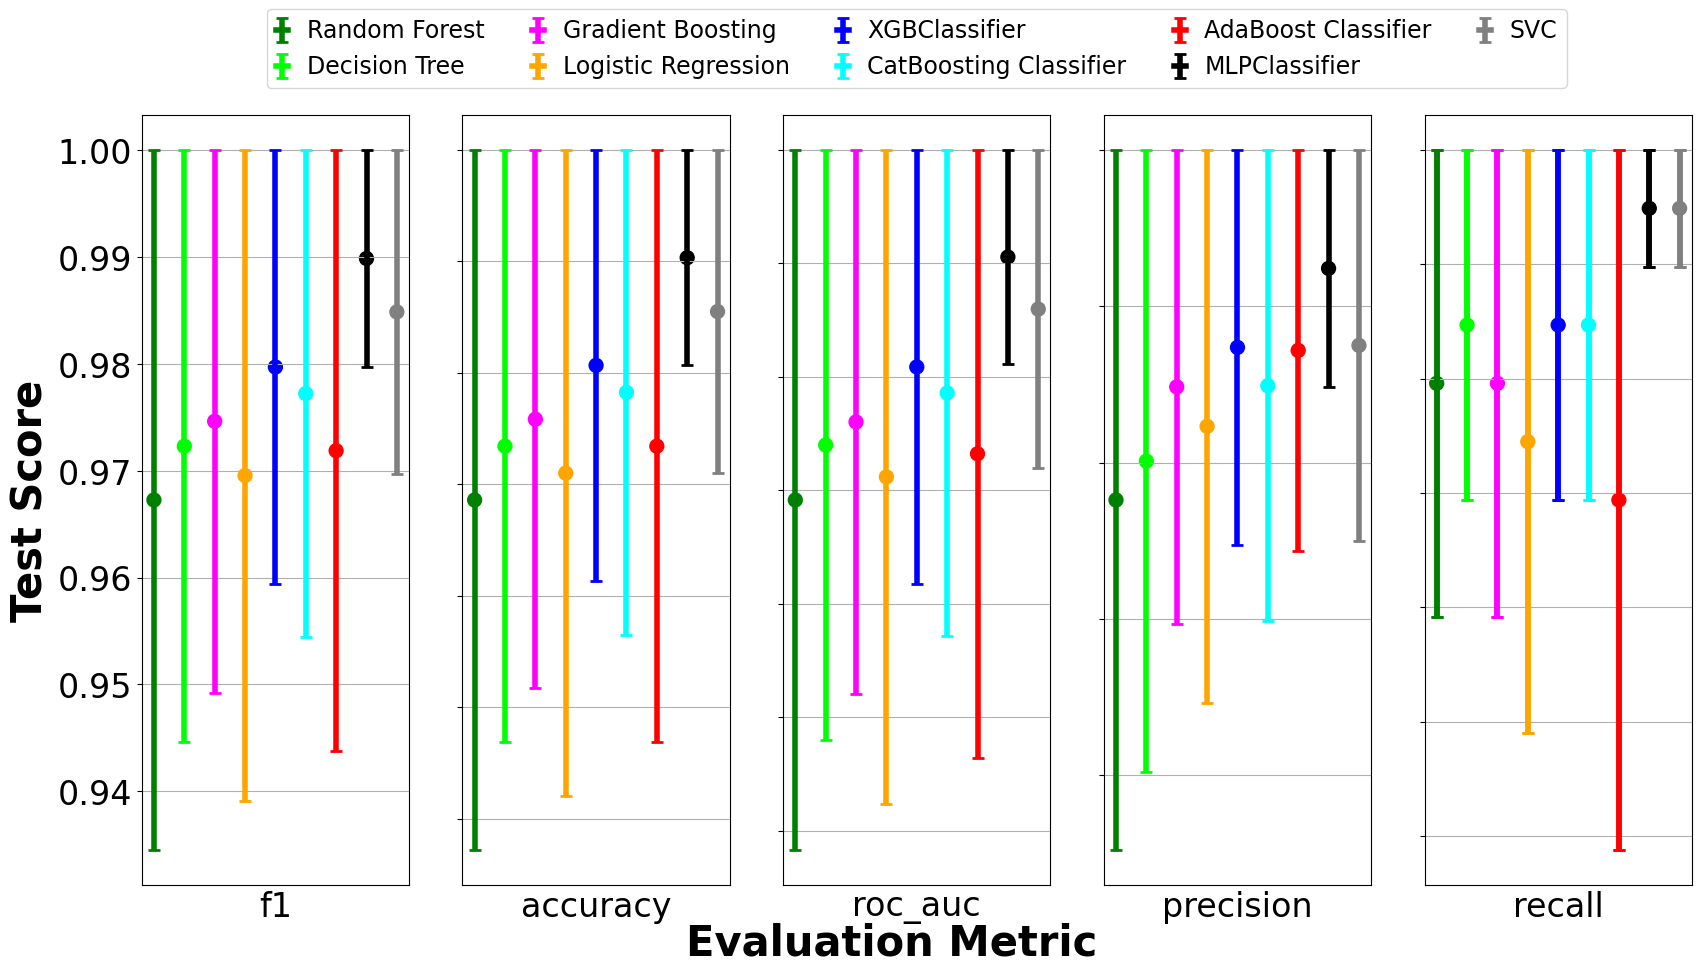 Random Forest Gradient Boosting XGBClassifier AdaBoost Classifier SVC
Decision Tree Logistic Regression CatBoosting Classifier MLPClassifier
1.00
0.99
0.98
0.97
0.96
0.95
0.94
Test Score
f1 accuracy roc_auc precision recall
Evaluation Metric